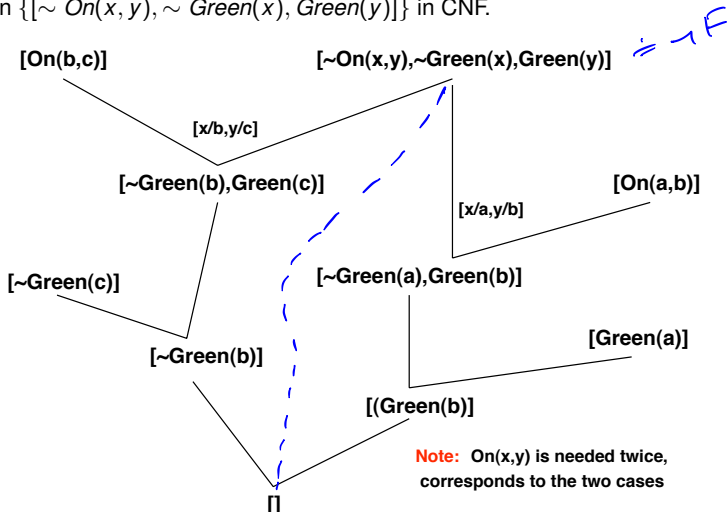 n {[∼ On(x, y), ∼ Green(x), Green(y)]} in CNF.
[On(b,c)]
[~On(x,y),~Green(x),Green(y)]
≐ ¬F
[x/b,y/c]
[~Green(b),Green(c)]
[On(a,b)]
[x/a,y/b]
[~Green(c)]
[~Green(a),Green(b)]
[Green(a)]
[~Green(b)]
[(Green(b)]
Note: On(x,y) is needed twice,
corresponds to the two cases
[]